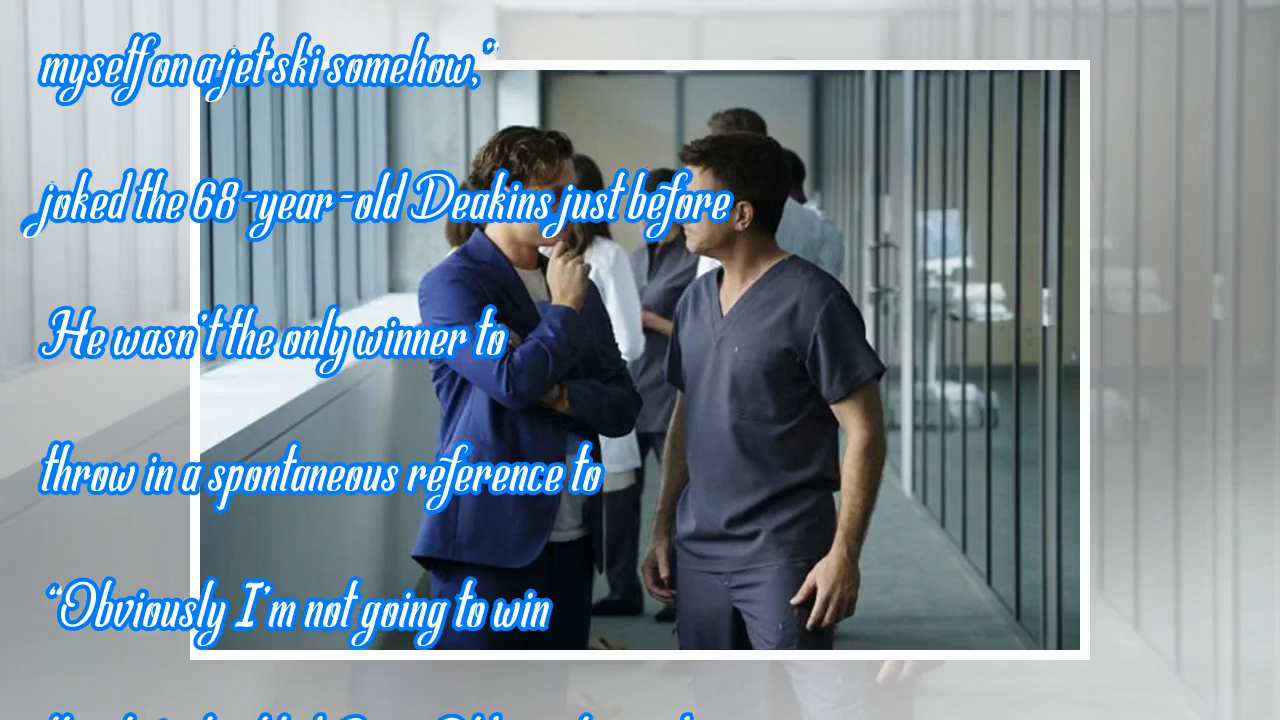 myself on a jet ski somehow,”
joked the 68-year-old Deakins just before
He wasn’t the only winner to
throw in a spontaneous reference to
“Obviously I’m not going to win